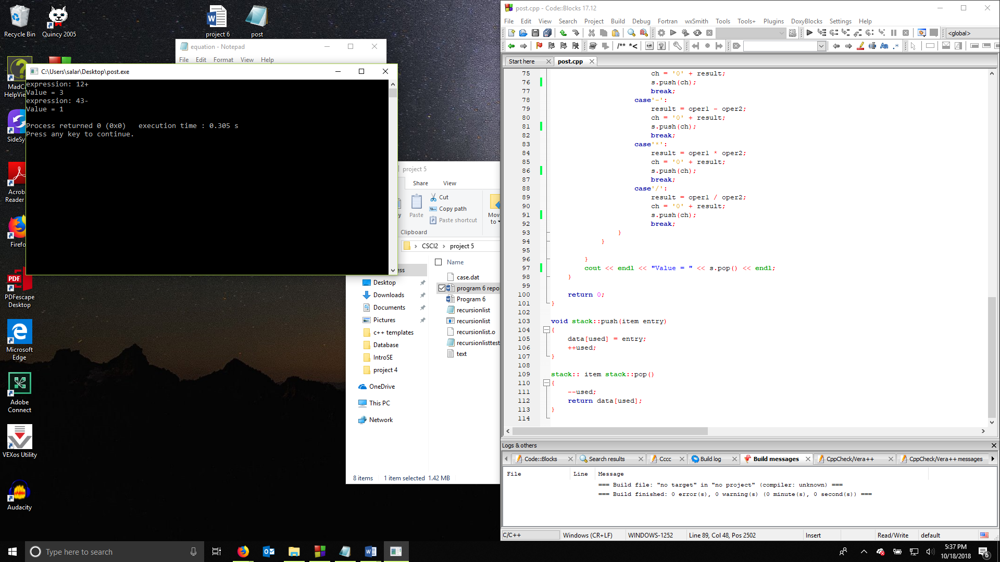 Recycle Bin
Quincy 2005
project 6
post
equation - Notepad
File Edit Format View Help
C:\Users\salar\Desktop\post.exe
expression: 12+
Value = 3
expression: 43-
Value = 1
Process returned 0 (0x0)   execution time : 0.305 s
Press any key to continue.
MadC
HelpView
SideSy
Acrob
Reader
Firefo
PDF
PDFescape
Desktop
Microsoft
Edge
Adobe
Connect
VEXos Utility
Audacity
project 5
Share View
Cut
Copy path
Paste shortcut
Paste
Mov
to
Clipboard
CSCI2 > project 5
Name
Desktop
Downloads
Documents
Pictures
c++ templates
Database
IntroSE
project 4
OneDrive
This PC
Network
case.dat
program 6 repo
Program 6
recursionlist
recursionlist
recursionlist.o
recursionlisttest
text
8 items 1 item selected 1.42 MB
post.cpp - Code::Blocks 17.12
File Edit View Search Project Build Debug Fortran wxSmith Tools Tools+ Plugins DoxyBlocks Settings Help
<global>
/** *<
Start here post.cpp
75 ch = '0' + result;
76 s.push(ch);
77 break;
78 case'-':
79 result = oper1 - oper2;
80 ch = '0' + result;
81 s.push(ch);
82 break;
83 case'*':
84 result = oper1 * oper2;
85 ch = '0' + result;
86 s.push(ch);
87 break;
88 case'/':
89 result = oper1 / oper2;
90 ch = '0' + result;
91 s.push(ch);
92 break;
93 }
94 }
95
96 }
97 cout << endl << "Value = " << s.pop() << endl;
98 }
99
100 return 0;
101 }
102
103 void stack::push(item entry)
104 {
105 data[used] = entry;
106 ++used;
107 }
108
109 stack:: item stack::pop()
110 {
111 --used;
112 return data[used];
113 }
114
Logs & others
Code::Blocks Search results Cccc Build log Build messages CppCheck/Vera++ CppCheck/Vera++ messages
File Line Message
=== Build file: "no target" in "no project" (compiler: unknown) ===
=== Build finished: 0 error(s), 0 warning(s) (0 minute(s), 0 second(s)) ===
C/C++ Windows (CR+LF) WINDOWS-1252 Line 89, Col 48, Pos 2502 Insert Read/Write default
Type here to search
5:37 PM
10/18/2018
6